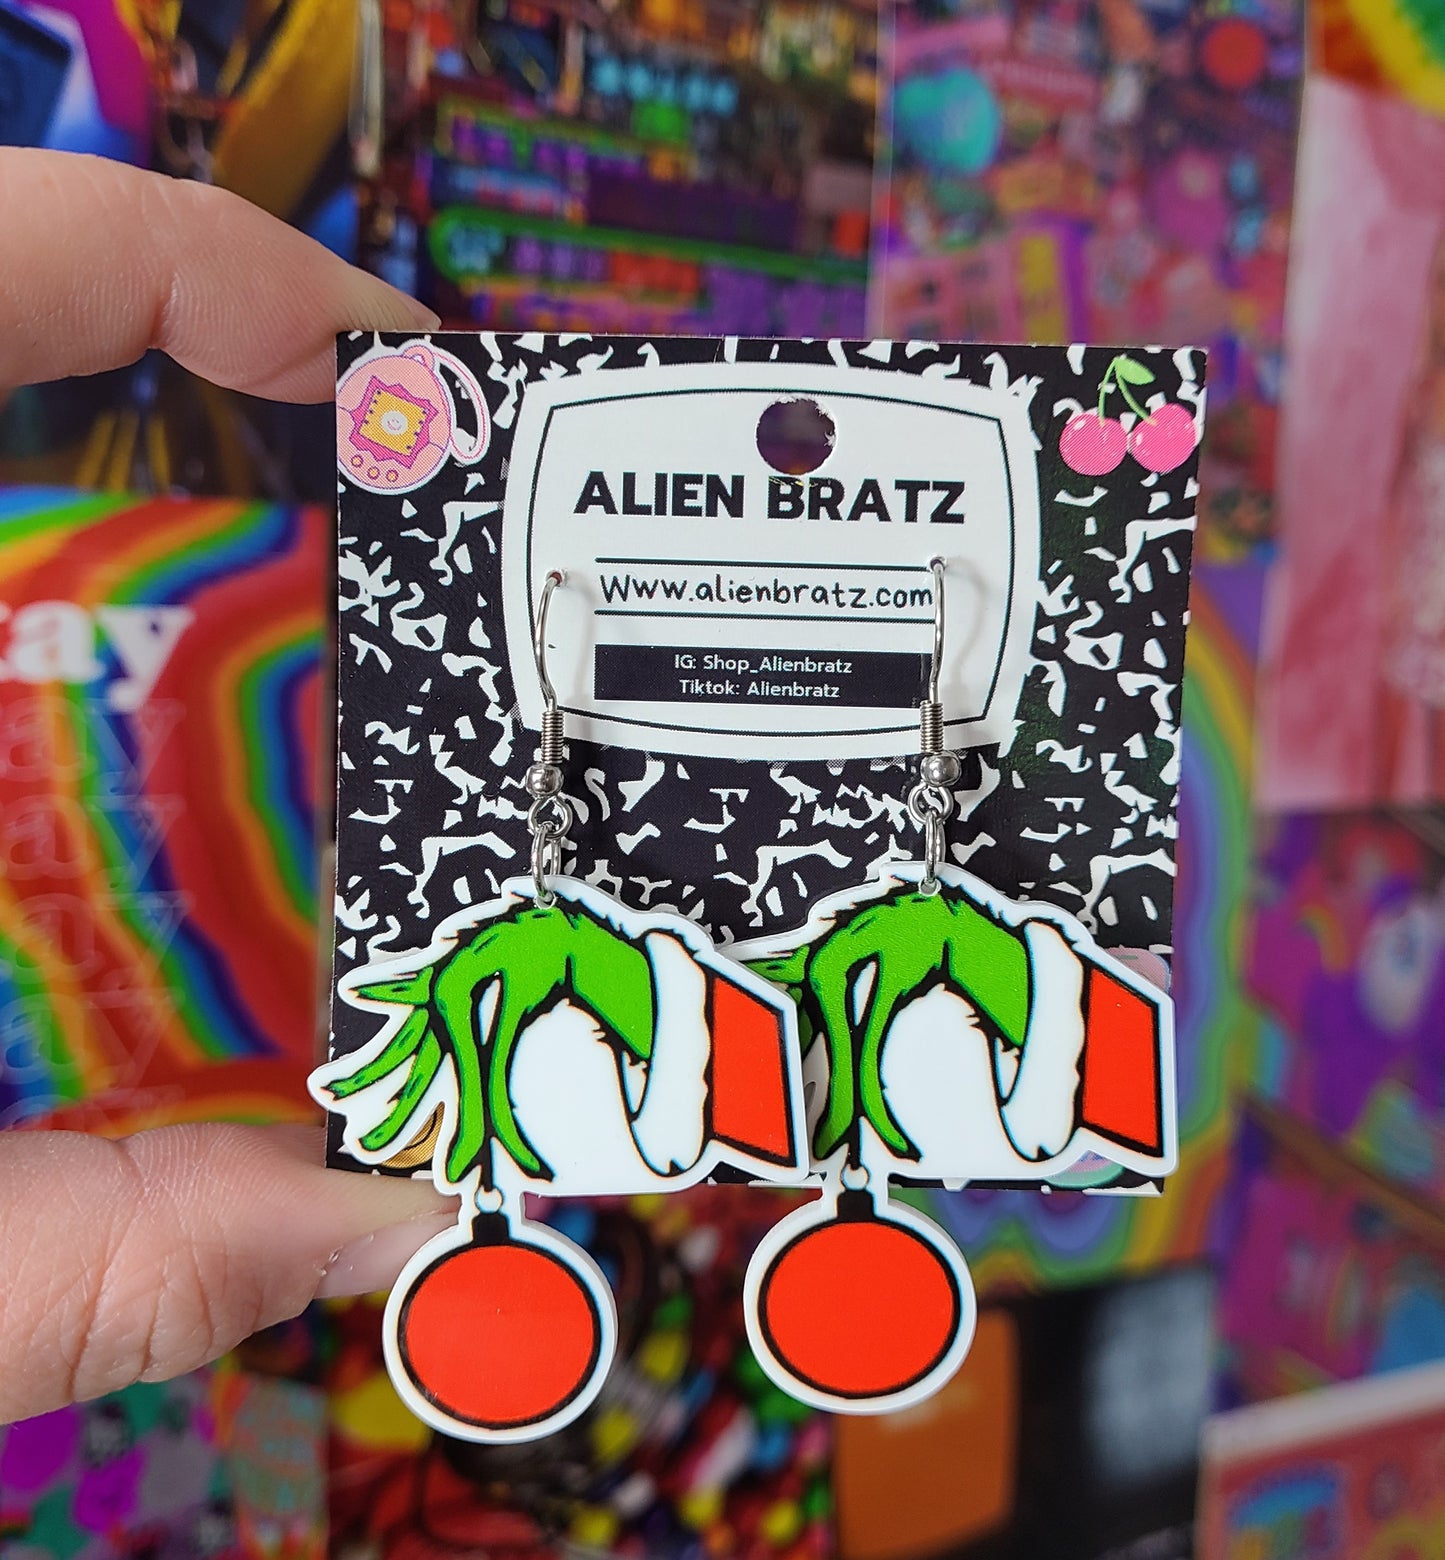 ALIEN BRATZ
Www.alienbratz.com
IG: Shop_Alienbratz
Tiktok: Alienbratz